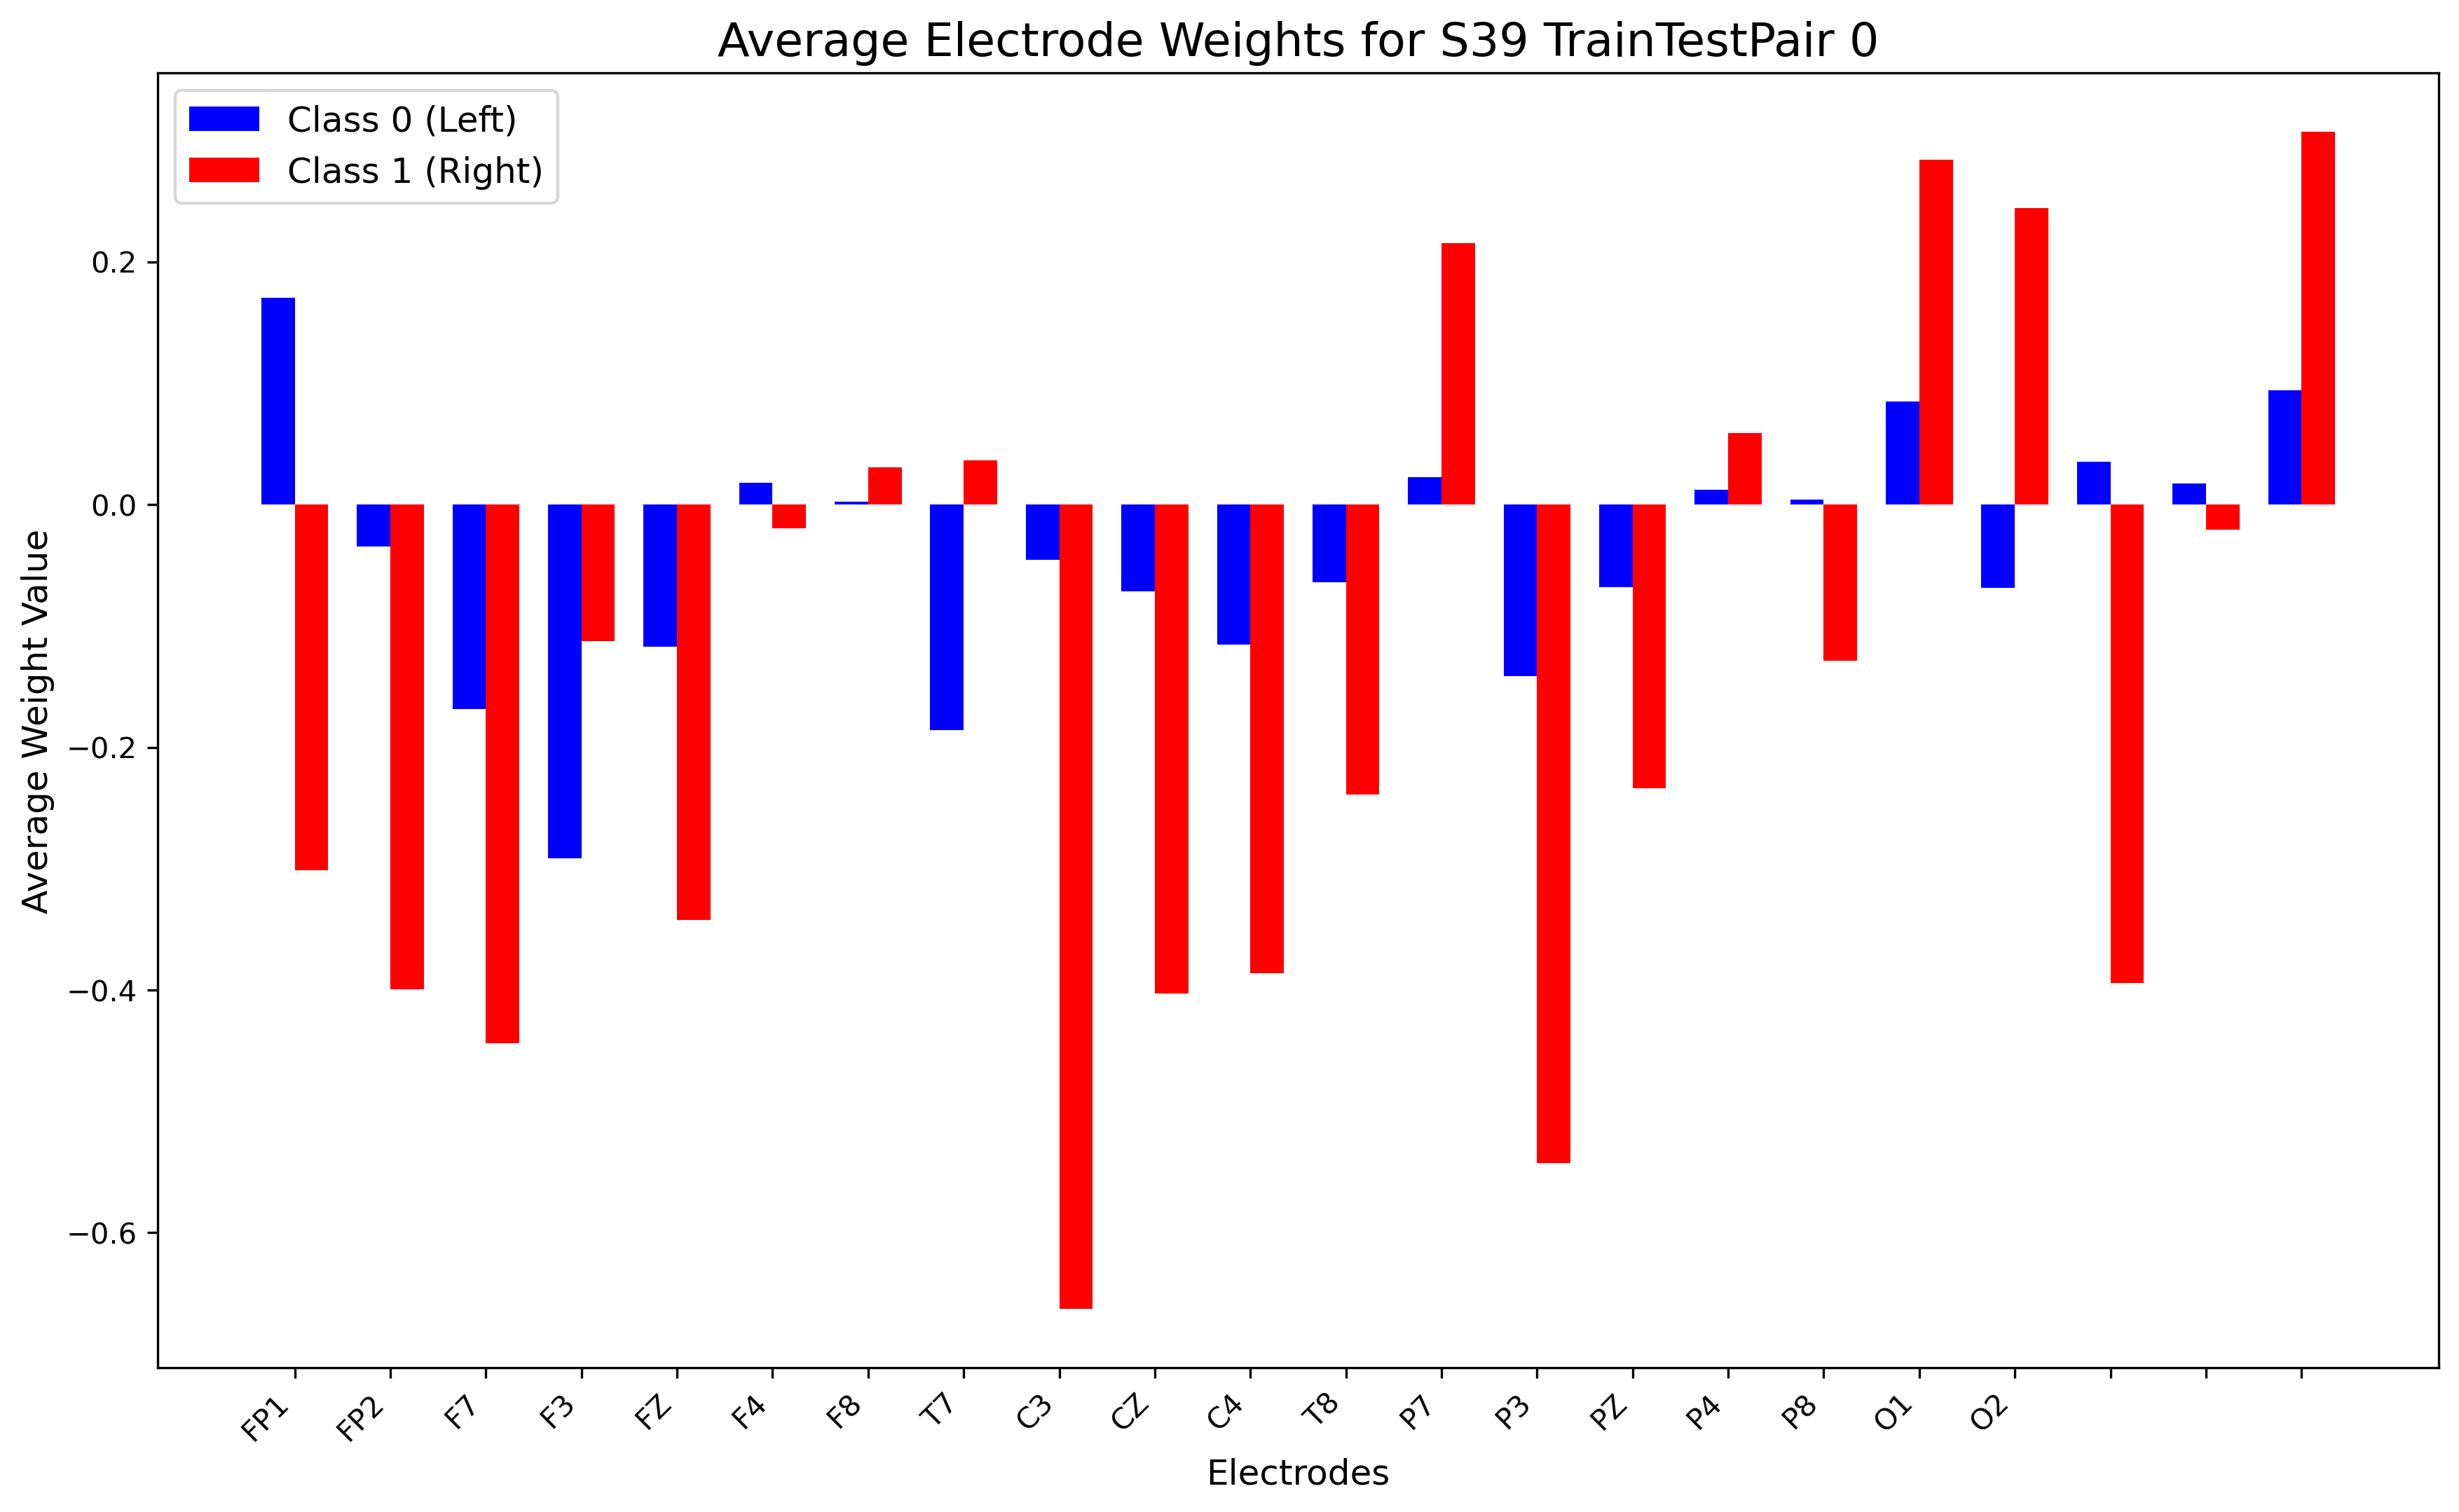 Average Electrode Weights for S39 TrainTestPair 0
Class 0 (Left)
Class 1 (Right)
0.2
0.0
−0.2
−0.4
−0.6
Average Weight Value
FP1
FP2
F7
F3
FZ
F4
F8
T7
C3
CZ
C4
T8
P7
P3
PZ
P4
P8
O1
O2
Electrodes